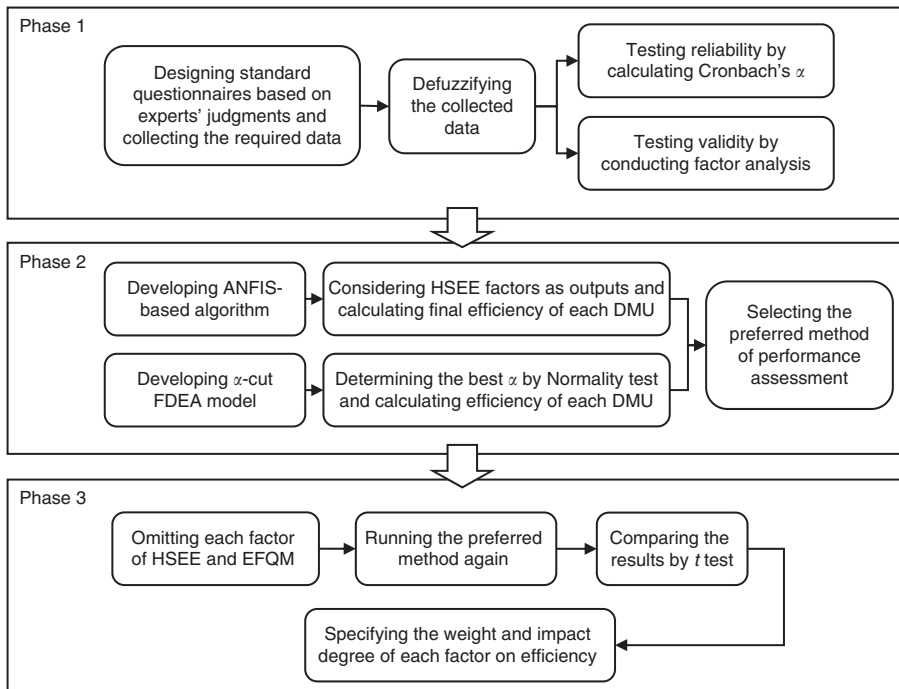 Phase 1
Designing standard
questionnaires based on
experts’ judgments and
collecting the required data
Defuzzifying
the collected
data
Testing reliability by
calculating Cronbach’s α
Testing validity by
conducting factor analysis
Phase 2
Developing ANFIS-
based algorithm
Considering HSEE factors as outputs and
calculating final efficiency of each DMU
Developing α-cut
FDEA model
Determining the best α by Normality test
and calculating efficiency of each DMU
Selecting the
preferred method
of performance
assessment
Phase 3
Omitting each factor
of HSEE and EFQM
Running the preferred
method again
Comparing the
results by t test
Specifying the weight and impact
degree of each factor on efficiency